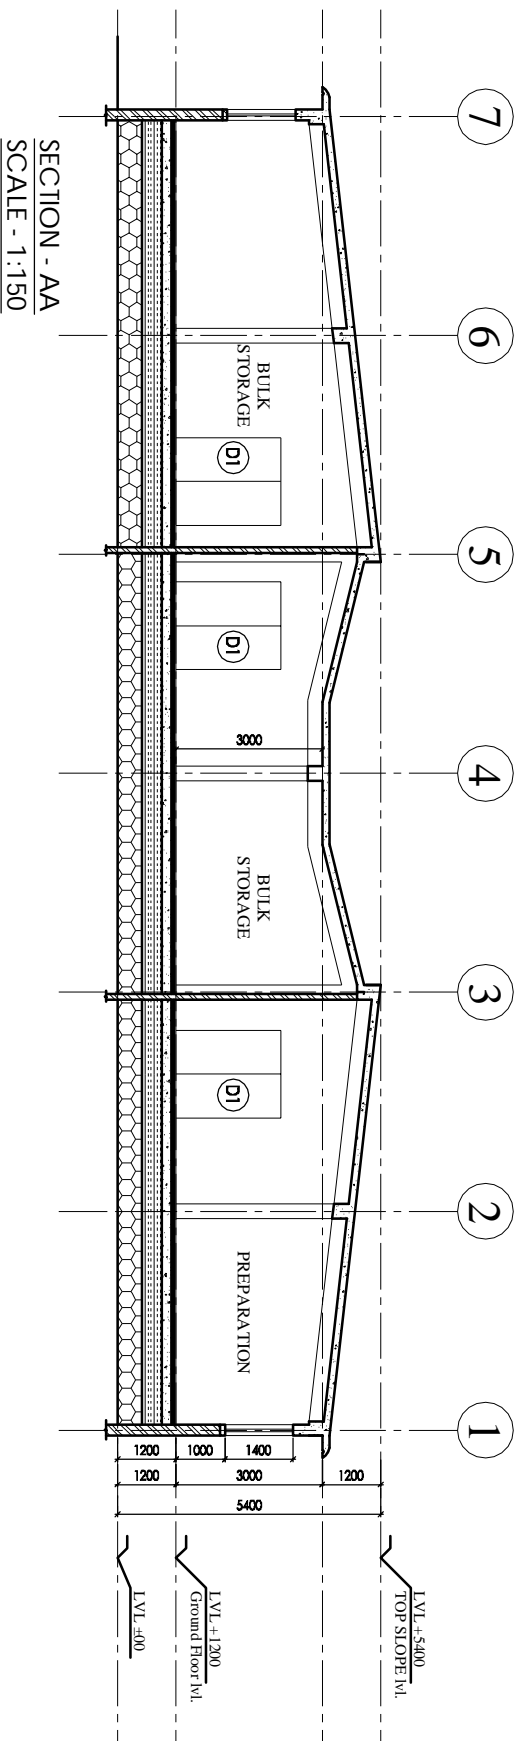 7
6
5
4
3
2
1
BULK
STORAGE
D1
D1
3000
BULK
STORAGE
D1
PREPARATION
1200
1000
1400
1200
3000
1200
5400
LVL +5400
TOP SLOPE lvl.
LVL +1200
Ground Floor lvl.
LVL ±00
SECTION - AA
SCALE - 1:150